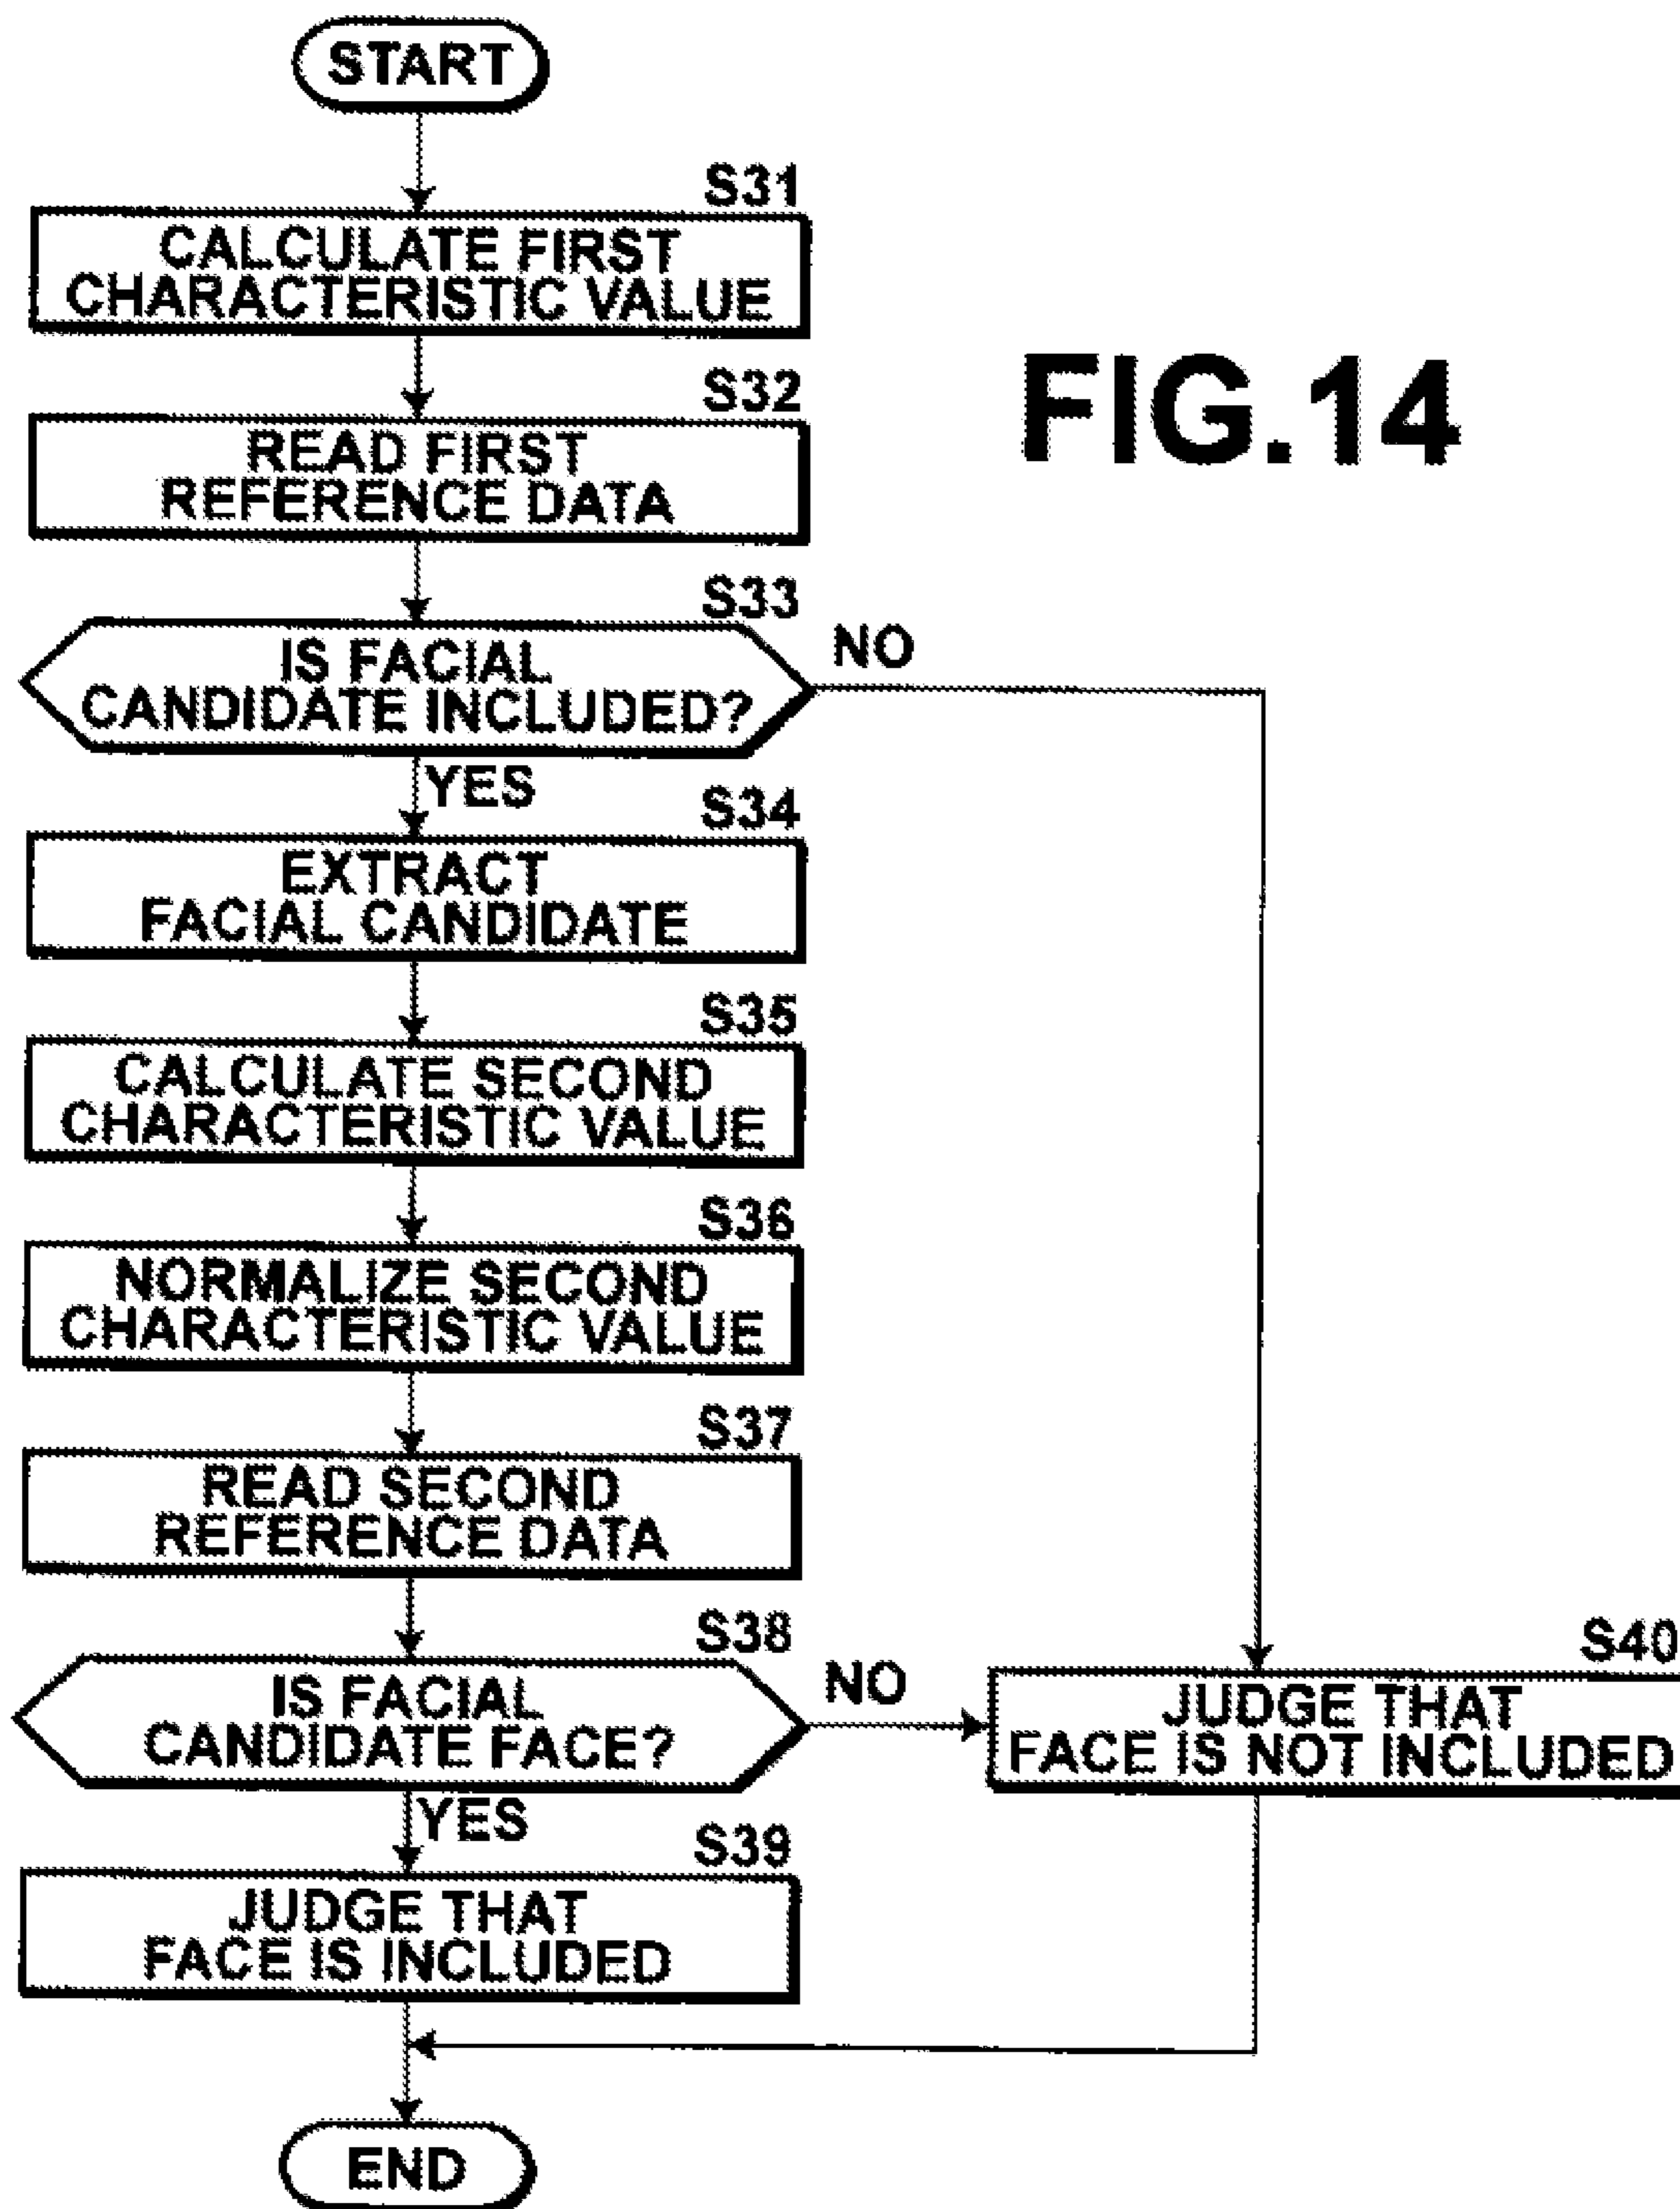 START
S31
CALCULATE FIRST
CHARACTERISTIC VALUE
S32
READ FIRST
REFERENCE DATA
FIG.14
S33
IS FACIAL
CANDIDATE INCLUDED?
NO
YES
S34
EXTRACT
FACIAL CANDIDATE
S35
CALCULATE SECOND
CHARACTERISTIC VALUE
S36
NORMALIZE SECOND
CHARACTERISTIC VALUE
S37
READ SECOND
REFERENCE DATA
S38
IS FACIAL
CANDIDATE FACE?
NO
S40
JUDGE THAT
FACE IS NOT INCLUDED
YES
S39
JUDGE THAT
FACE IS INCLUDED
END